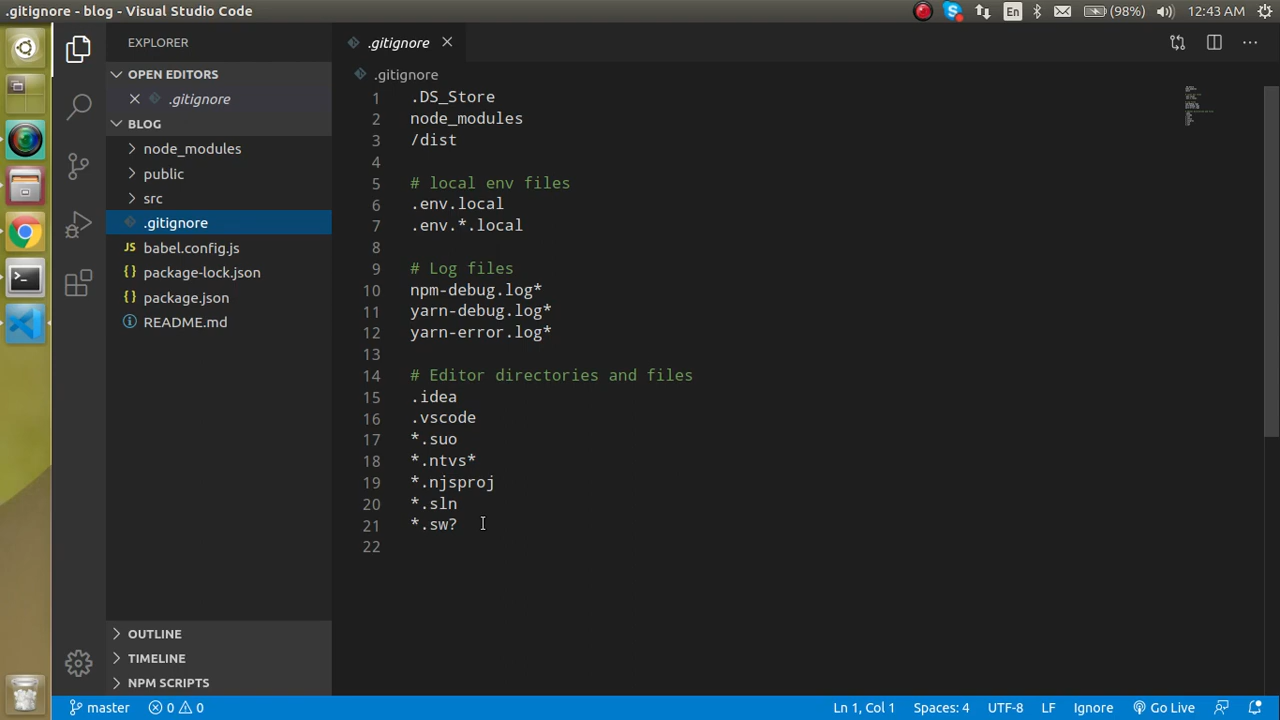 .gitignore - blog - Visual Studio Code
En
(98%)
12:43 AM
EXPLORER
OPEN EDITORS
.gitignore
BLOG
node_modules
public
src
.gitignore
babel.config.js
JS
package-lock.json
package.json
README.md
OUTLINE
TIMELINE
NPM SCRIPTS
.gitignore
.gitignore
1 .DS_Store
2 node_modules
3 /dist
4
5 # local env files
6 .env.local
7 .env.*.local
8
9 # Log files
10 npm-debug.log*
11 yarn-debug.log*
12 yarn-error.log*
13
14 # Editor directories and files
15 .idea
16 .vscode
17 *.suo
18 *.ntvs*
19 *.njsproj
20 *.sln
21 *.sw?
22
master
0 0
Ln 1, Col 1
Spaces: 4
UTF-8
LF
Ignore
Go Live